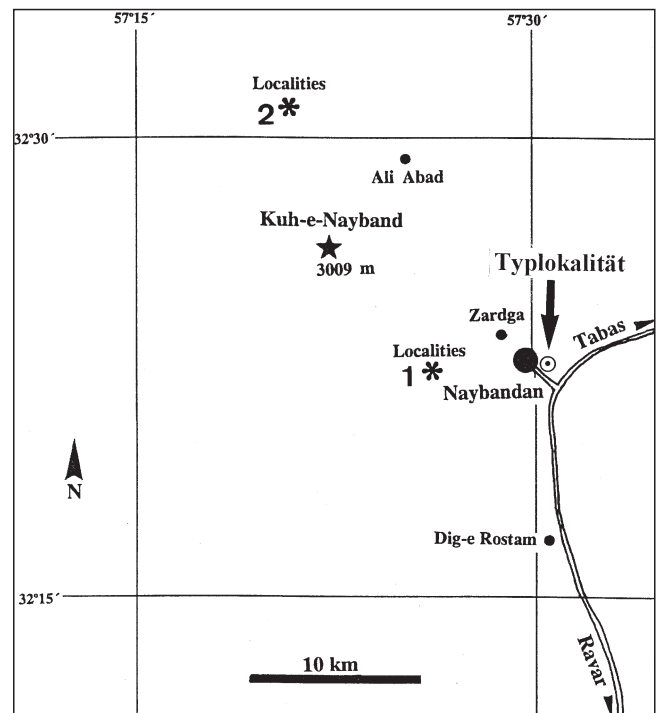 57°15´
57°30´
Localities
2*
32°30´
Ali Abad
Kuh-e-Nayband
3009 m
Typlokalität
Zardga
Tabas
Localities
1*
Naybandan
N
Dig-e Rostam
32°15´
10 km
Ravar